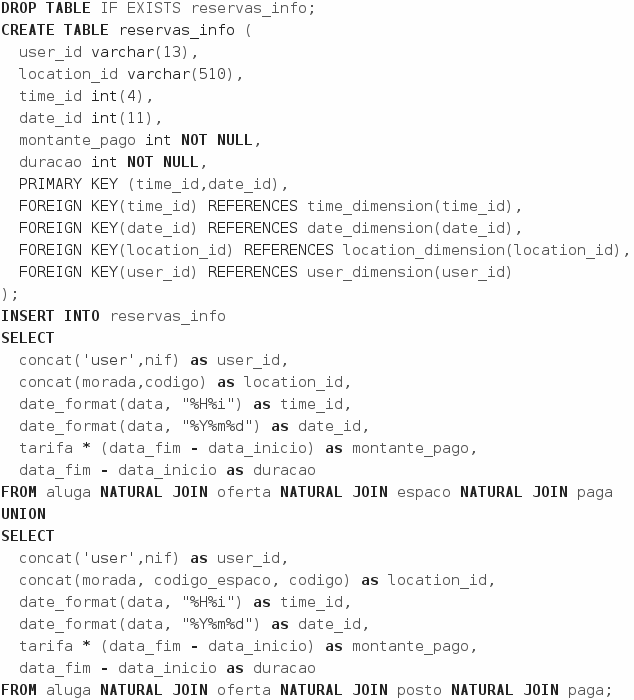 DROP TABLE IF EXISTS reservas_info;
CREATE TABLE reservas_info (
  user_id varchar(13),
  location_id varchar(510),
  time_id int(4),
  date_id int(11),
  montante_pago int NOT NULL,
  duracao int NOT NULL,
  PRIMARY KEY (time_id,date_id),
  FOREIGN KEY(time_id) REFERENCES time_dimension(time_id),
  FOREIGN KEY(date_id) REFERENCES date_dimension(date_id),
  FOREIGN KEY(location_id) REFERENCES location_dimension(location_id),
  FOREIGN KEY(user_id) REFERENCES user_dimension(user_id)
);
INSERT INTO reservas_info
SELECT
  concat('user',nif) as user_id,
  concat(morada,codigo) as location_id,
  date_format(data, "%H%i") as time_id,
  date_format(data, "%Y%m%d") as date_id,
  tarifa * (data_fim - data_inicio) as montante_pago,
  data_fim - data_inicio as duracao
FROM aluga NATURAL JOIN oferta NATURAL JOIN espaco NATURAL JOIN paga
UNION
SELECT
  concat('user',nif) as user_id,
  concat(morada, codigo_espaco, codigo) as location_id,
  date_format(data, "%H%i") as time_id,
  date_format(data, "%Y%m%d") as date_id,
  tarifa * (data_fim - data_inicio) as montante_pago,
  data_fim - data_inicio as duracao
FROM aluga NATURAL JOIN oferta NATURAL JOIN posto NATURAL JOIN paga;